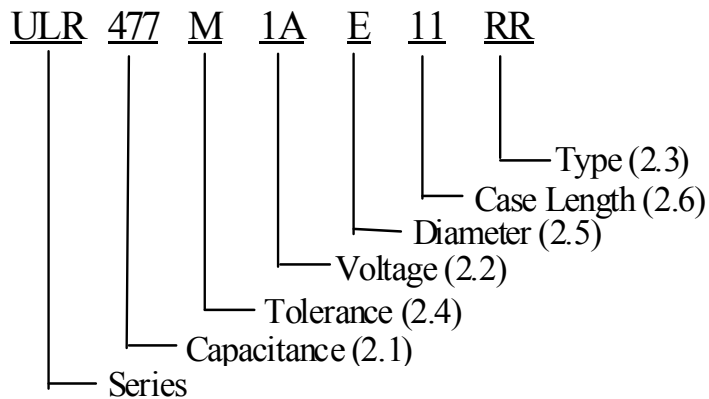 ULR 477 M 1A E 11 RR
Type (2.3)
Case Length (2.6)
Diameter (2.5)
Voltage (2.2)
Tolerance (2.4)
Capacitance (2.1)
Series